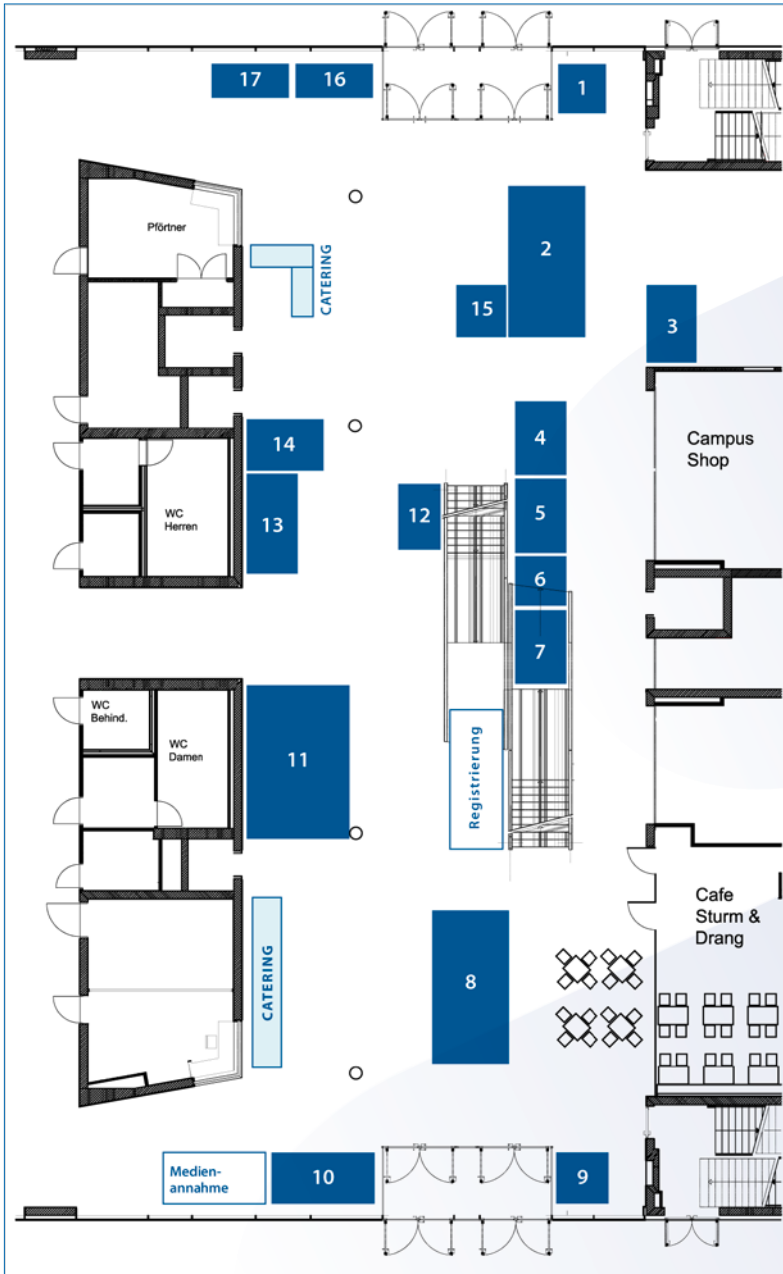 17
16
1
Pförtner
CATERING
2
15
3
14
4
Campus
Shop
13
WC
Herren
12
5
6
7
WC
Behind.
WC
Damen
11
Registrierung
Cafe
Sturm &
Drang
CATERING
8
Medien-
annahme
10
9